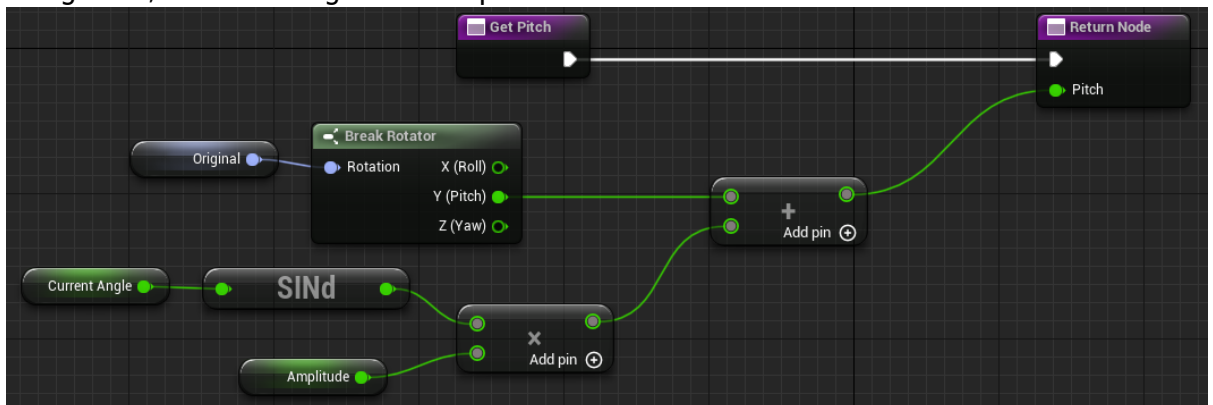 Get Pitch
Return Node
Pitch
Break Rotator
Original
Rotation
X (Roll)
Y (Pitch)
Z (Yaw)
+
Add pin
Current Angle
SINd
×
Add pin
Amplitude